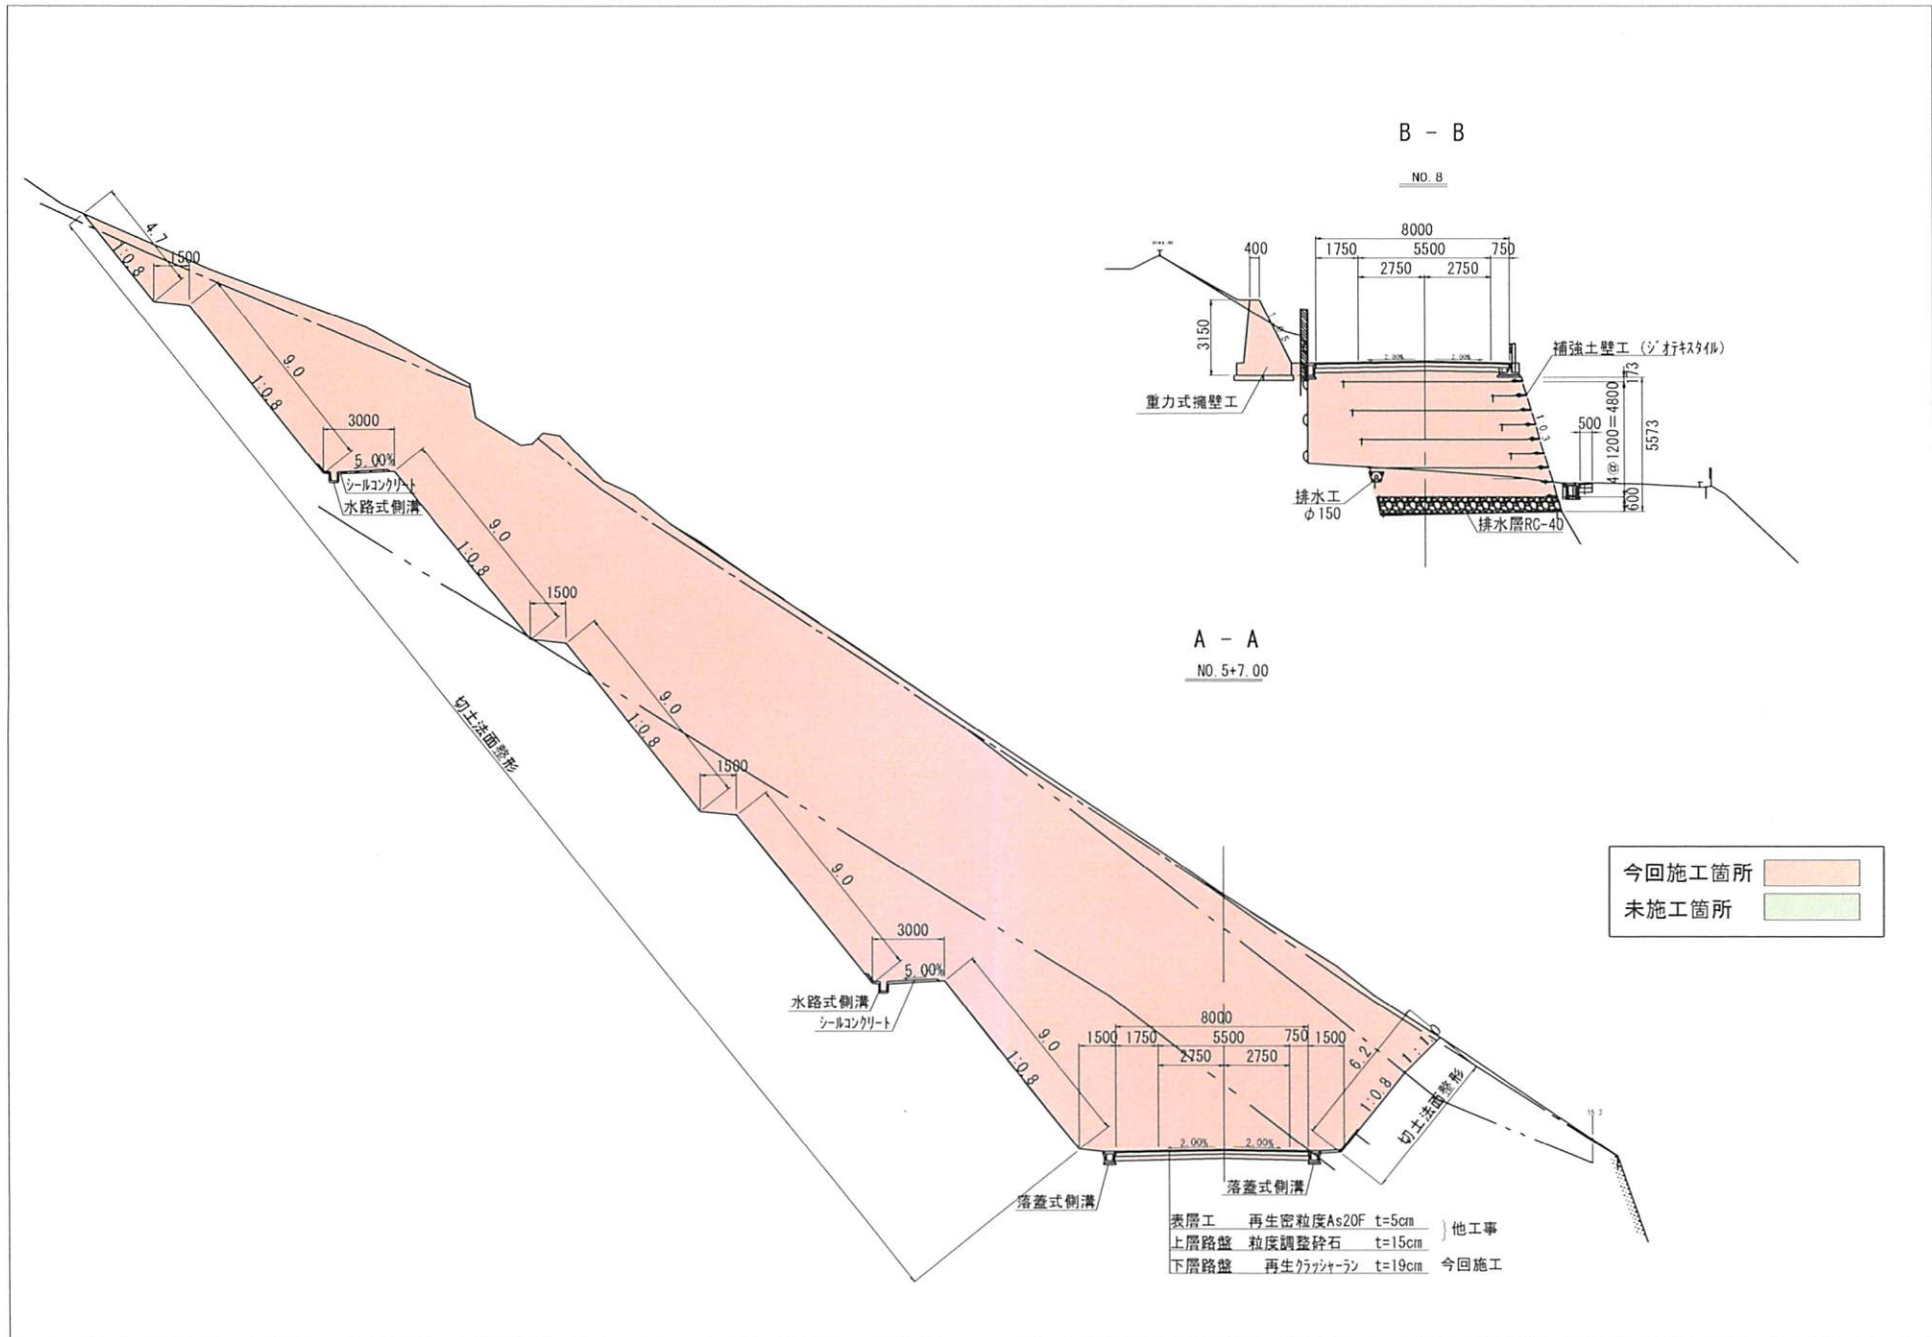 B - B
NO. 8
8000
400
1750
5500
750
2750
2750
3150
2.00%
2.00%
補強土壁工 (ジオテキスタイル)
173
重力式擁壁工
4@1200=4800
500
5573
600
排水工
φ150
排水層RC-40
A - A
NO. 5+7.00
4.7
1:0.8
1500
9.0
1:0.8
3000
5.00%
シールコンクリート
水路式側溝
9.0
1:0.8
1500
9.0
1:0.8
切土法面整形
1500
9.0
3000
5.00%
水路式側溝
シールコンクリート
9.0
1:0.8
8000
1500
1750
5500
750
1500
2750
2750
6.2
1:1.0
1:0.8
切土法面整形
2.00%
2.00%
落蓋式側溝
落蓋式側溝
表層工 再生密粒度As20F t=5cm
他工事
上層路盤 粒度調整砕石 t=15cm
下層路盤 再生クラッシャーラン t=19cm 今回施工
今回施工箇所
未施工箇所